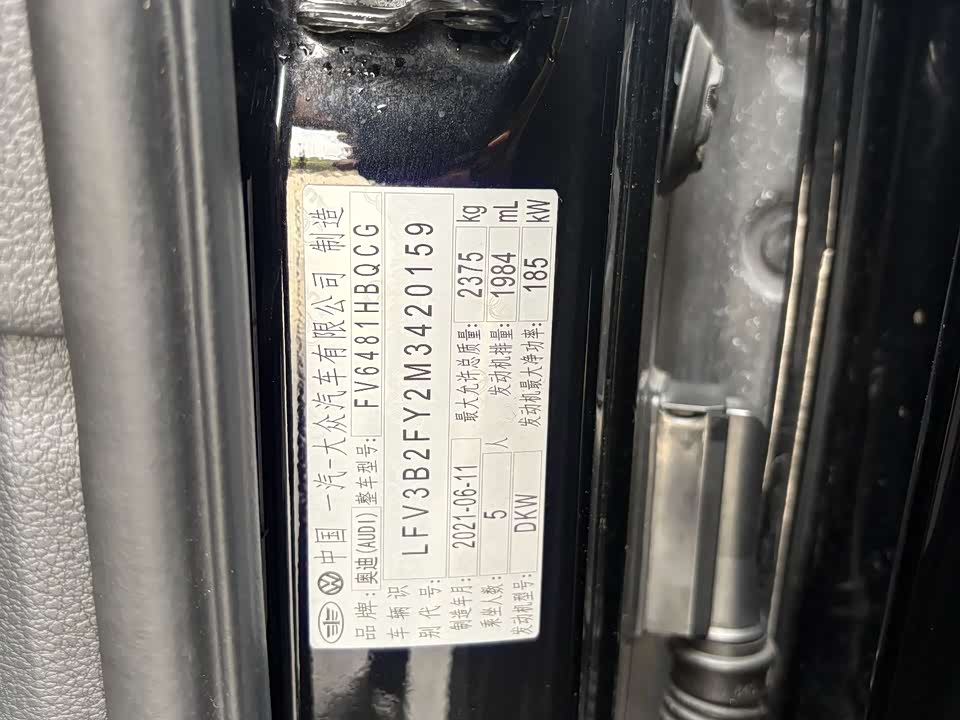 中国 一汽-大众汽车有限公司 制造
品牌: 奥迪(AUDI) 整车型号: FV6481HBQCG
车辆识别代号: LFV3B2FY2M3420159
制造年月: 2021-06-11 最大允许总质量: 2375 kg
乘坐人数: 5 人 发动机排量: 1984 mL
发动机型号: DKW 发动机最大净功率: 185 kW